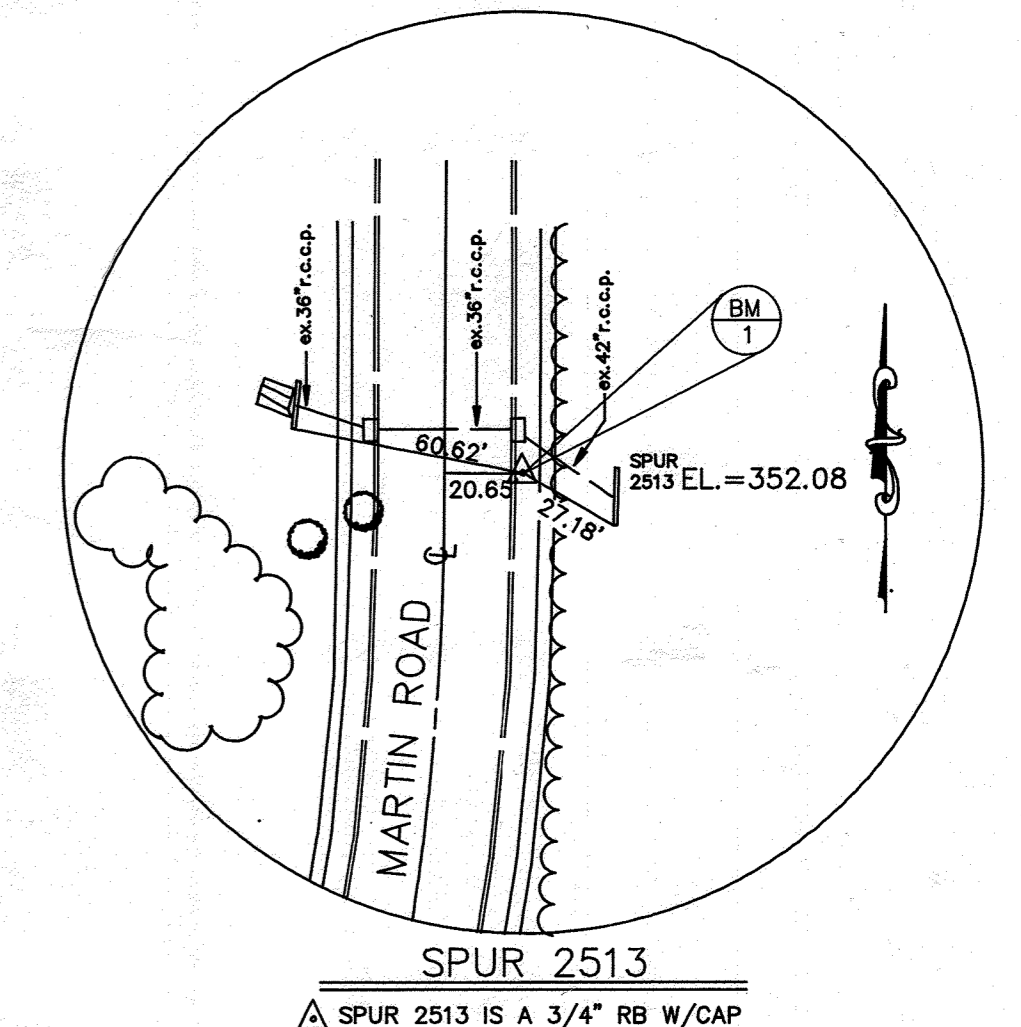 ex.36"r.c.c.p.
ex.36"r.c.c.p.
ex.42"r.c.c.p.
BM
1
60.62'
20.65
27.18'
SPUR
2513 EL.=352.08
℄
MARTIN ROAD
SPUR 2513
SPUR 2513 IS A 3/4" RB W/CAP